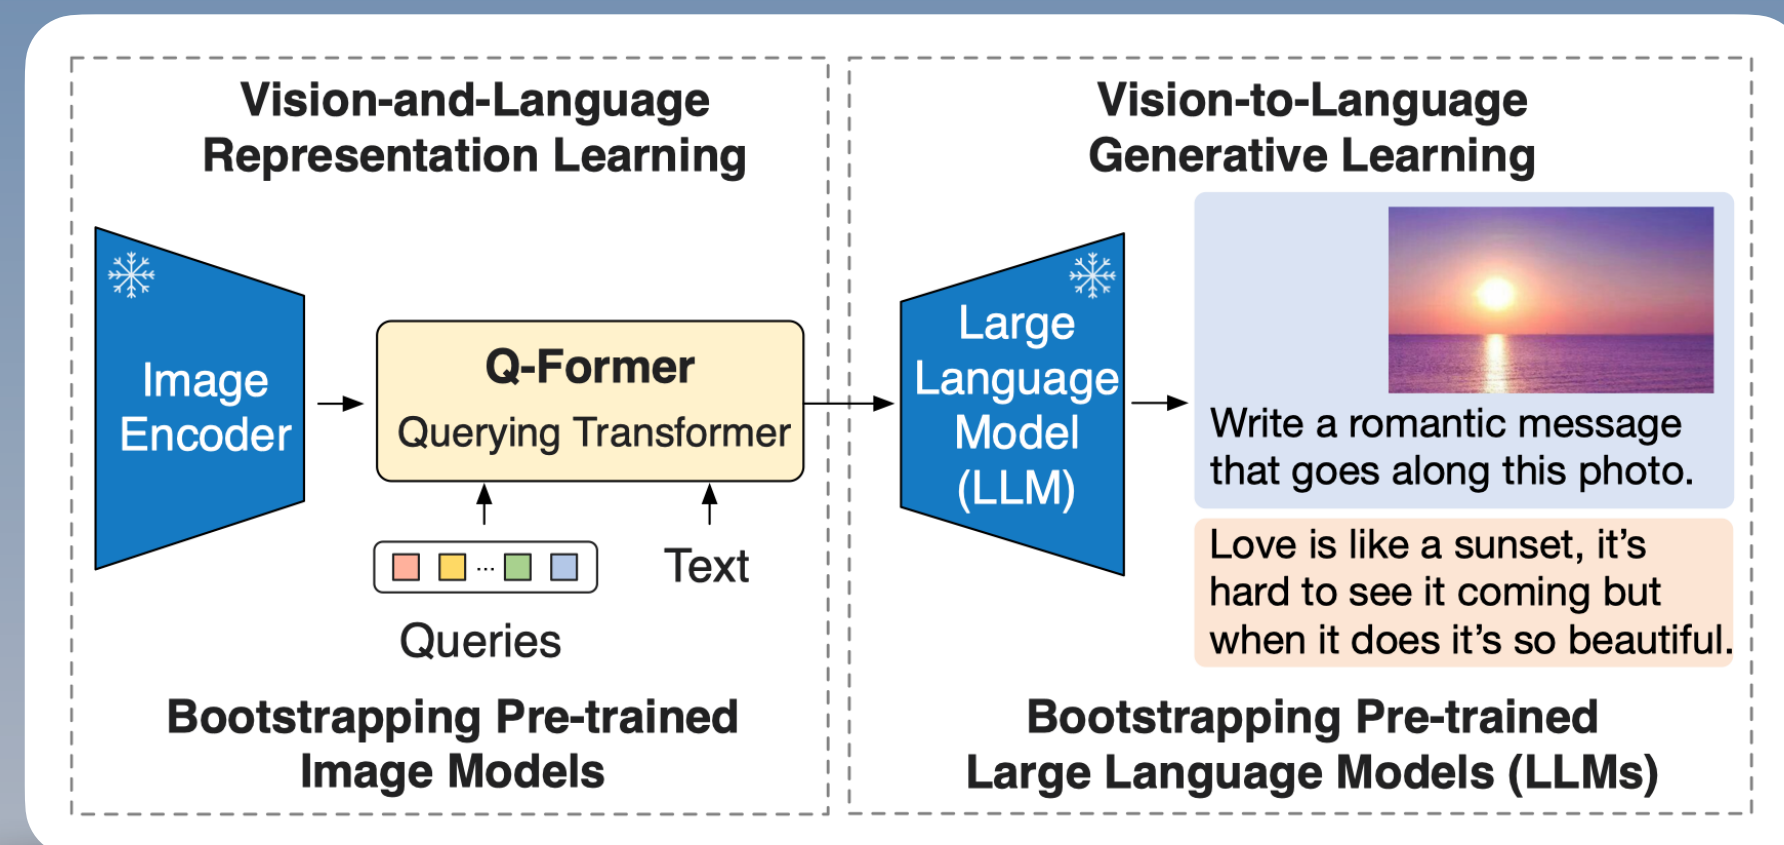 Vision-and-Language
Representation Learning
Image
Encoder
Q-Former
Querying Transformer
...
Queries
Text
Bootstrapping Pre-trained
Image Models
Vision-to-Language
Generative Learning
Large
Language
Model
(LLM)
Write a romantic message
that goes along this photo.
Love is like a sunset, it’s
hard to see it coming but
when it does it’s so beautiful.
Bootstrapping Pre-trained
Large Language Models (LLMs)